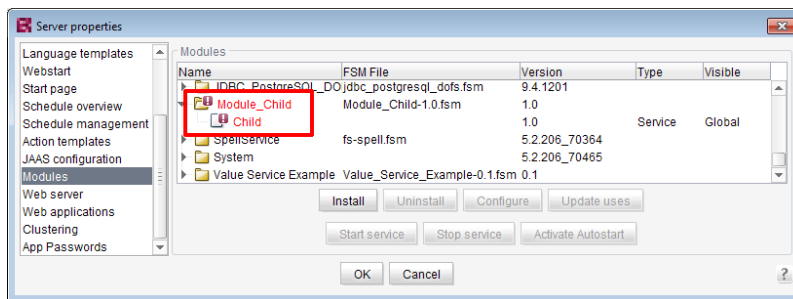 Server properties
Language templates
Webstart
Start page
Schedule overview
Schedule management
Action templates
JAAS configuration
Modules
Web server
Web applications
Clustering
App Passwords
Modules
Name FSM File Version Type Visible
JDBC_PostgreSQL_DO jdbc_postgresql_dofs.fsm 9.4.1201
Module_Child Module_Child-1.0.fsm 1.0
Child 1.0 Service Global
SpellService fs-spell.fsm 5.2.206_70364
System 5.2.206_70465
Value Service Example Value_Service_Example-0.1.fsm 0.1
Install Uninstall Configure Update uses
Start service Stop service Activate Autostart
OK Cancel ?